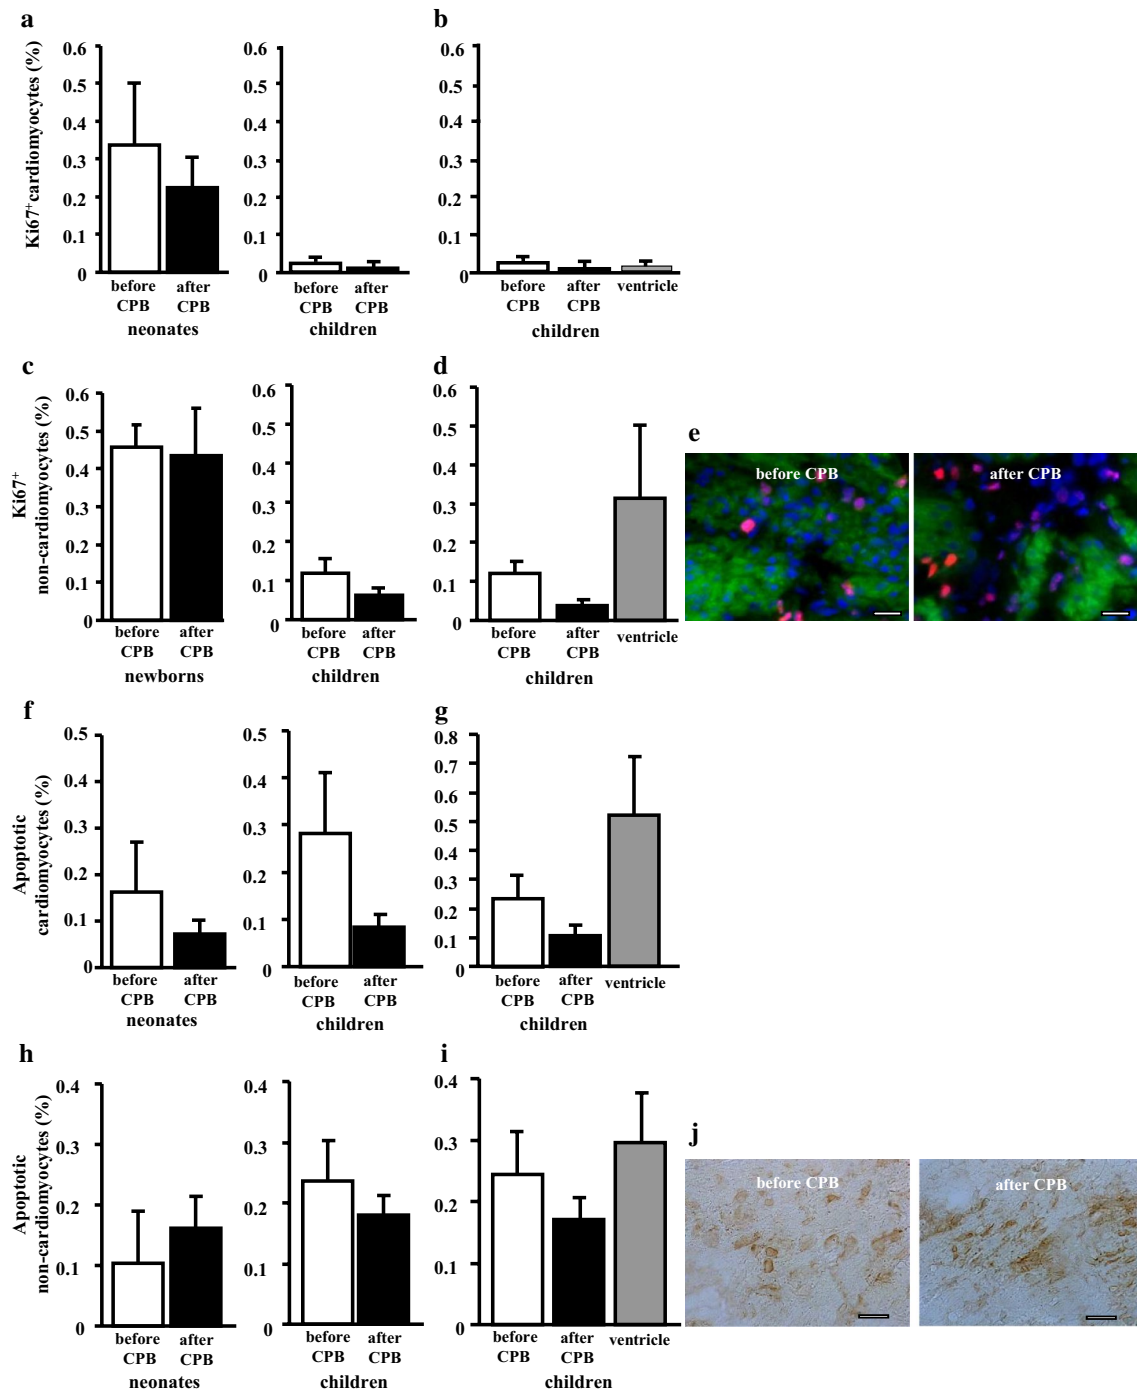 a
b
Ki67+cardiomyocytes (%)
0.6
0.5
0.4
0.3
0.2
0.1
0
before
CPB
after
CPB
neonates
0.6
0.5
0.4
0.3
0.2
0.1
0
before
CPB
after
CPB
children
0.6
0.5
0.4
0.3
0.2
0.1
0
before
CPB
after
CPB
ventricle
children
c
d
e
Ki67+
non-cardiomyocytes (%)
0.6
0.5
0.4
0.3
0.2
0.1
0
before
CPB
after
CPB
newborns
0.6
0.5
0.4
0.3
0.2
0.1
0
before
CPB
after
CPB
children
0.6
0.5
0.4
0.3
0.2
0.1
0
before
CPB
after
CPB
ventricle
children
before CPB
after CPB
f
g
Apoptotic
cardiomyocytes (%)
0.5
0.4
0.3
0.2
0.1
0
before
CPB
after
CPB
neonates
0.5
0.4
0.3
0.2
0.1
0
before
CPB
after
CPB
children
0.8
0.7
0.6
0.5
0.4
0.3
0.2
0.1
0
before
CPB
after
CPB
ventricle
children
h
i
j
Apoptotic
non-cardiomyocytes (%)
0.4
0.3
0.2
0.1
0
before
CPB
after
CPB
neonates
0.4
0.3
0.2
0.1
0
before
CPB
after
CPB
children
0.4
0.3
0.2
0.1
0
before
CPB
after
CPB
ventricle
children
before CPB
after CPB